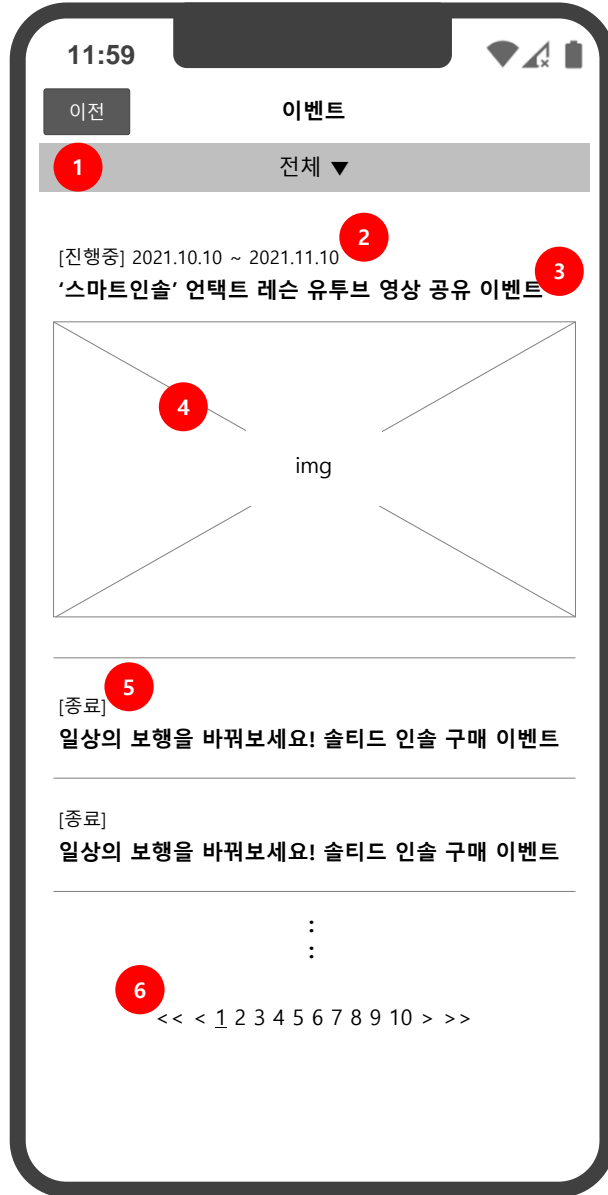 11:59
이전
이벤트
1
전체 ▼
2
[진행중] 2021.10.10 ~ 2021.11.10
3
‘스마트인솔’ 언택트 레슨 유투브 영상 공유 이벤트
4
img
5
[종료]
일상의 보행을 바꿔보세요! 솔티드 인솔 구매 이벤트
[종료]
일상의 보행을 바꿔보세요! 솔티드 인솔 구매 이벤트
:
:
6
<< < 1 2 3 4 5 6 7 8 9 10 > >>